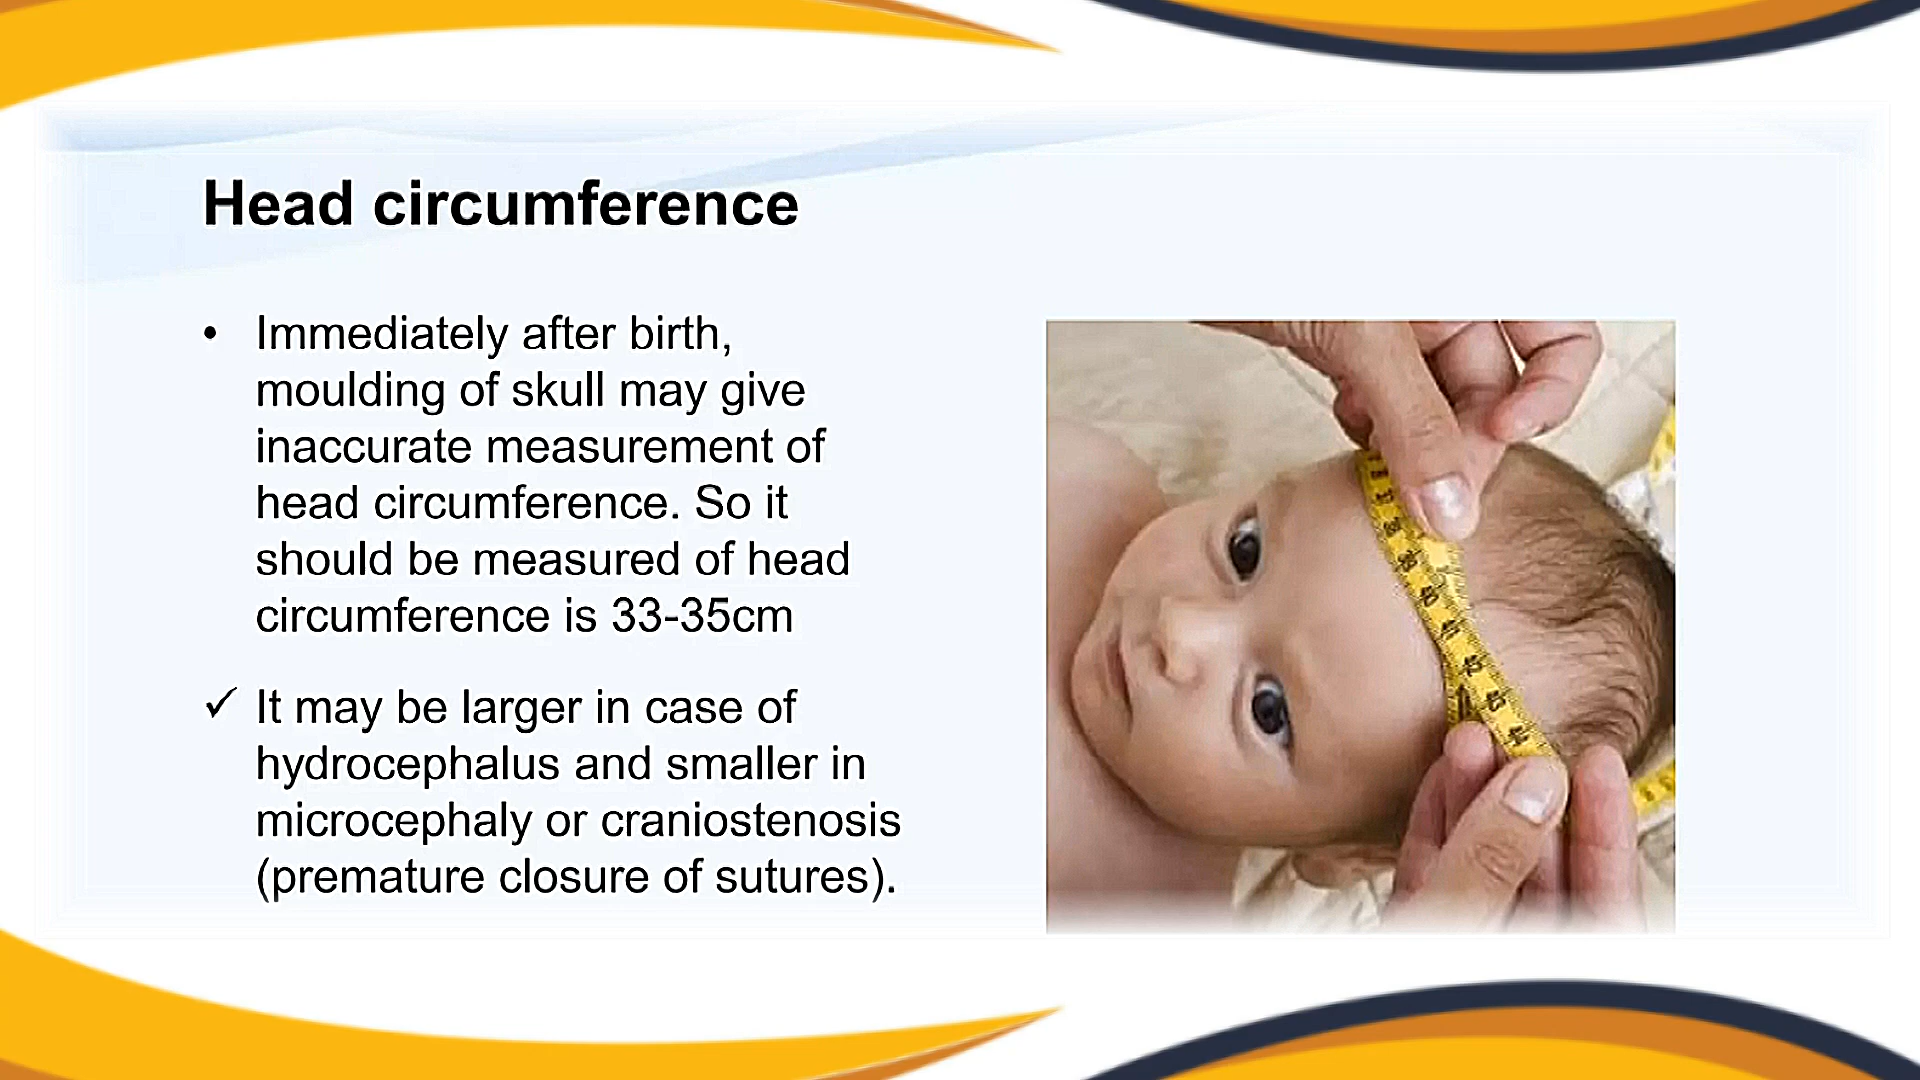 Head circumference
• Immediately after birth,
moulding of skull may give
inaccurate measurement of
head circumference. So it
should be measured of head
circumference is 33-35cm
✓ It may be larger in case of
hydrocephalus and smaller in
microcephaly or craniostenosis
(premature closure of sutures).